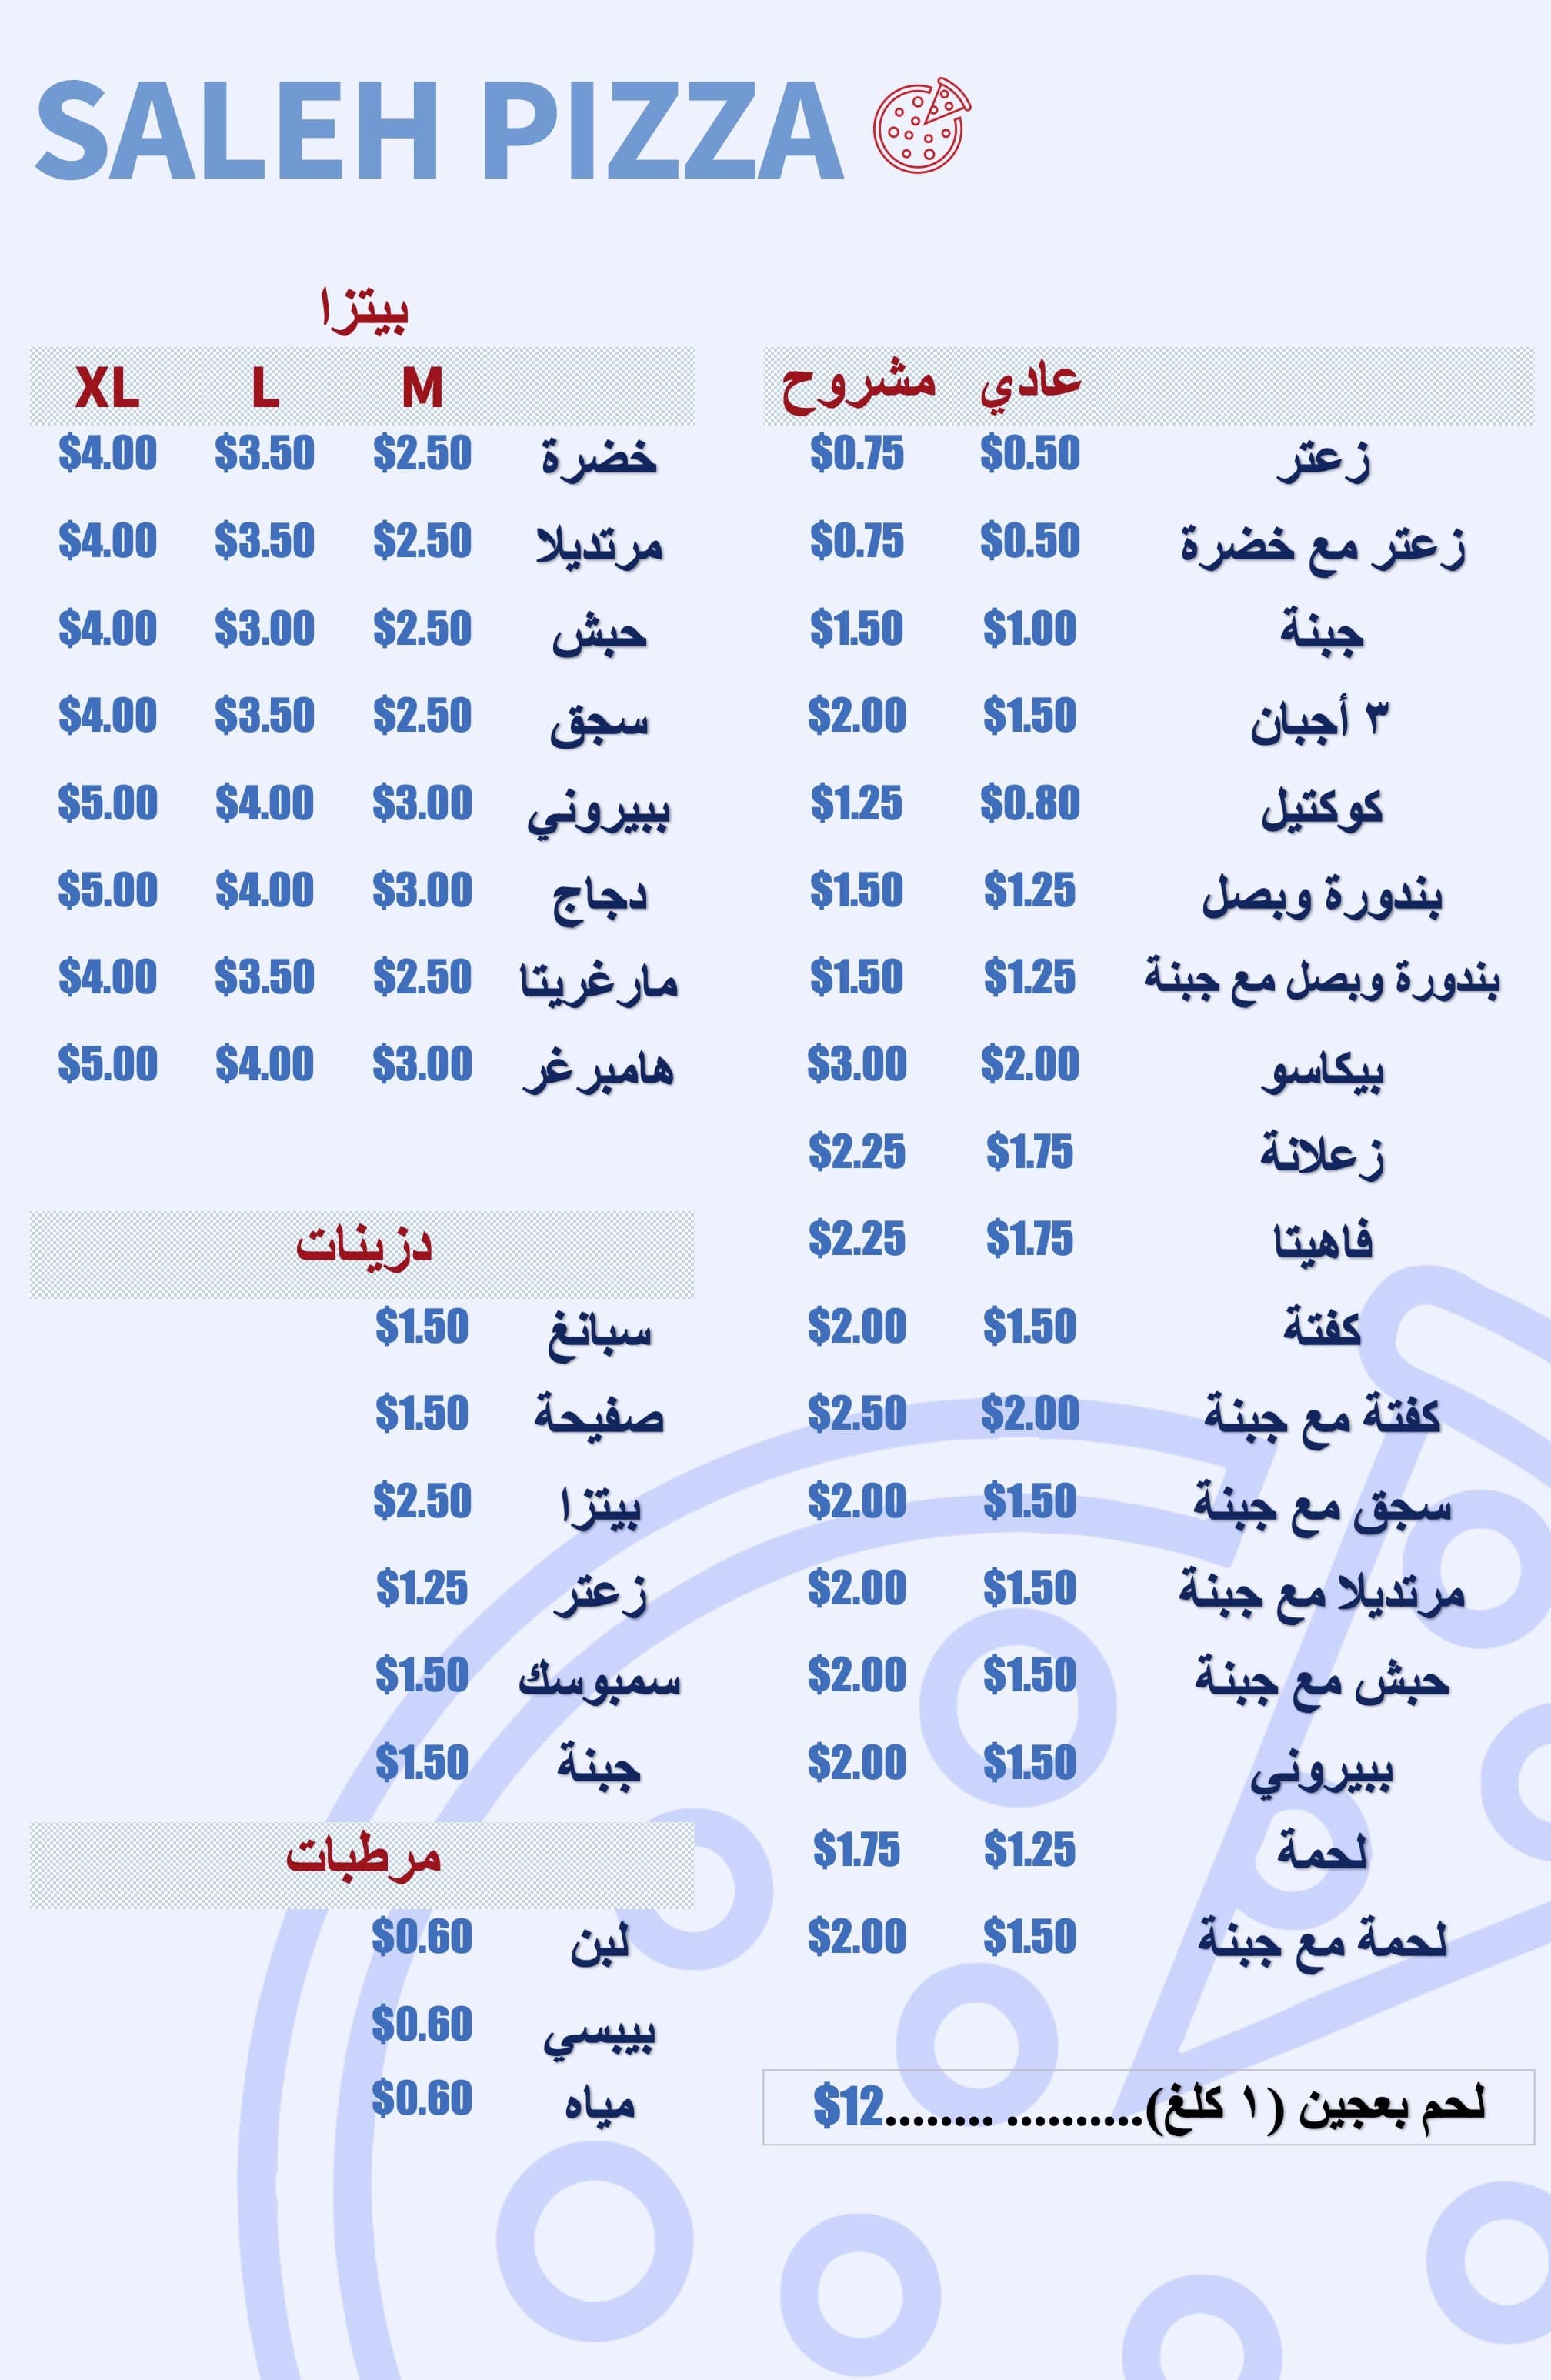 SALEH PIZZA
عادي مشروح
زعتر $0.50 $0.75
زعتر مع خضرة $0.50 $0.75
جبنة $1.00 $1.50
٣ أجبان $1.50 $2.00
كوكتيل $0.80 $1.25
بندورة وبصل $1.25 $1.50
بندورة وبصل مع جبنة $1.25 $1.50
بيكاسو $2.00 $3.00
زعلانة $1.75 $2.25
فاهيتا $1.75 $2.25
كفتة $1.50 $2.00
كفتة مع جبنة $2.00 $2.50
سجق مع جبنة $1.50 $2.00
مرتديلا مع جبنة $1.50 $2.00
حبش مع جبنة $1.50 $2.00
ببيروني $1.50 $2.00
لحمة $1.25 $1.75
لحمة مع جبنة $1.50 $2.00
لحم بعجين (١ كلغ).......... ........$12
بيتزا
M L XL
خضرة $2.50 $3.50 $4.00
مرتديلا $2.50 $3.50 $4.00
حبش $2.50 $3.00 $4.00
سجق $2.50 $3.50 $4.00
ببيروني $3.00 $4.00 $5.00
دجاج $3.00 $4.00 $5.00
مارغريتا $2.50 $3.50 $4.00
هامبرغر $3.00 $4.00 $5.00
دزينات
سبانغ $1.50
صفيحة $1.50
بيتزا $2.50
زعتر $1.25
سمبوسك $1.50
جبنة $1.50
مرطبات
لبن $0.60
بيبسي $0.60
مياه $0.60